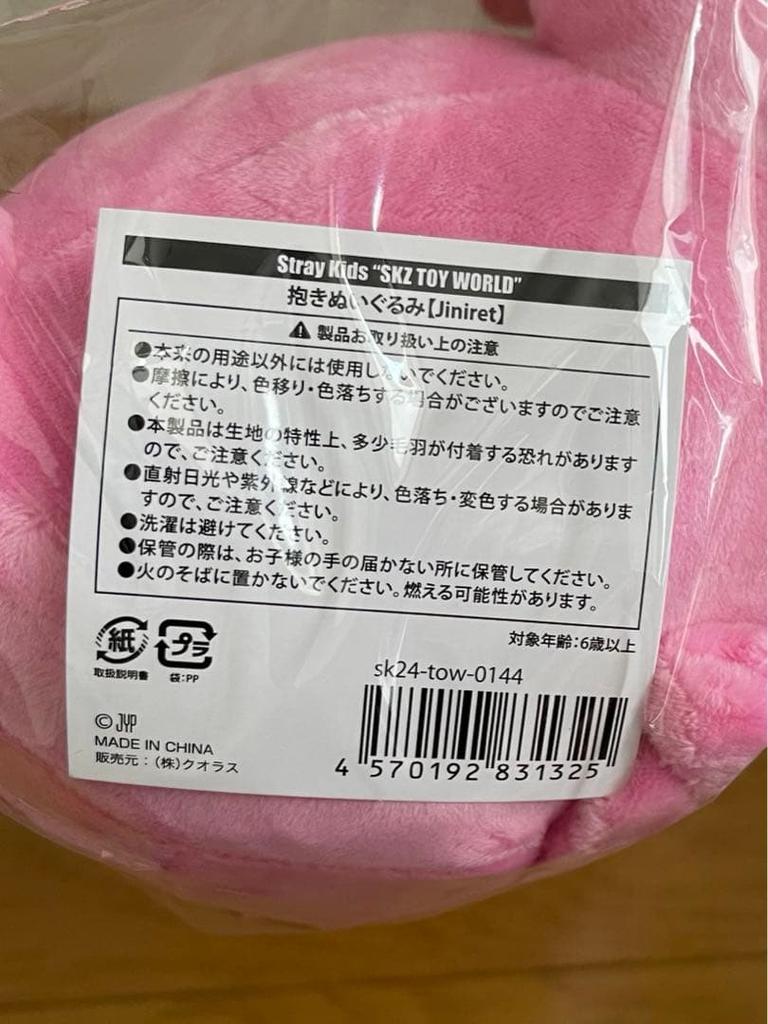 Stray Kids “SKZ TOY WORLD”
抱きぬいぐるみ【Jiniret】
⚠ 製品お取り扱い上の注意
●本来の用途以外には使用しないでください。
●摩擦により、色移り・色落ちする場合がございますのでご注意
ください。
●本製品は生地の特性上、多少毛羽が付着する恐れがあります
ので、ご注意ください。
●直射日光や紫外線などにより、色落ち・変色する場合がありま
すので、ご注意ください。
●洗濯は避けてください。
●保管の際は、お子様の手の届かない所に保管してください。
●火のそばに置かないでください。燃える可能性があります。
対象年齢:6歳以上
紙 プラ
取扱説明書 袋:PP
sk24-tow-0144
©JYP
MADE IN CHINA
販売元：(株)クオラス
4 570192 831325